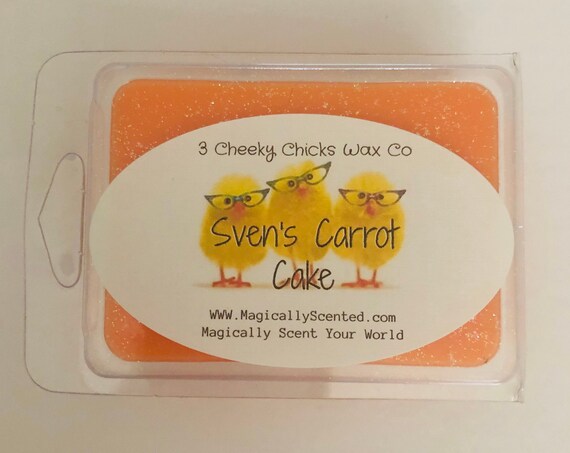 3 Cheeky Chicks Wax Co
Sven's Carrot
Cake
WWW.MagicallyScented.com
Magically Scent Your World